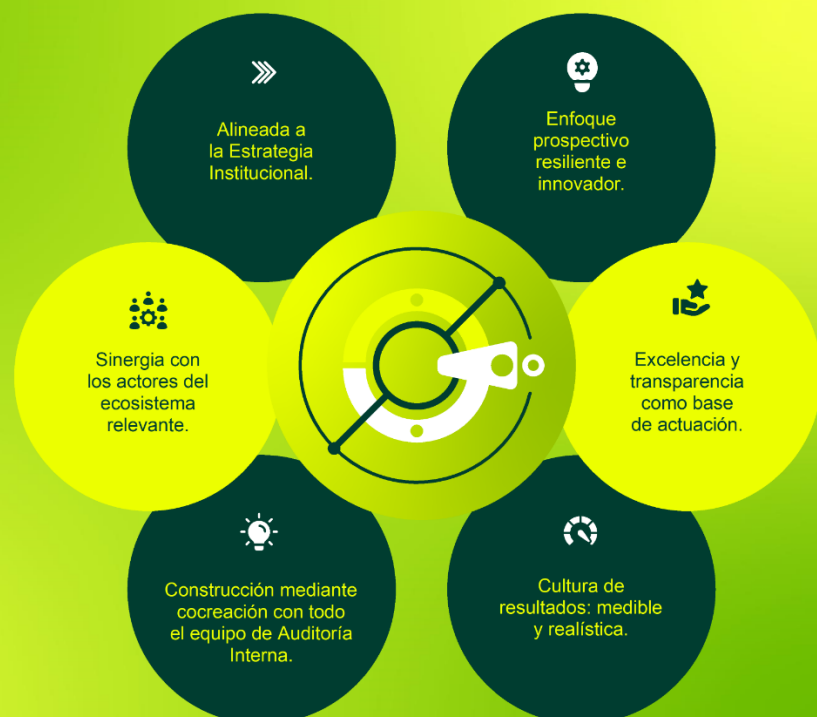 Alineada a
la Estrategia
Institucional.
Enfoque
prospectivo
resiliente e
innovador.
Sinergia con
los actores del
ecosistema
relevante.
Excelencia y
transparencia
como base
de actuación.
Construcción mediante
cocreación con todo
el equipo de Auditoría
Interna.
Cultura de
resultados: medible
y realística.